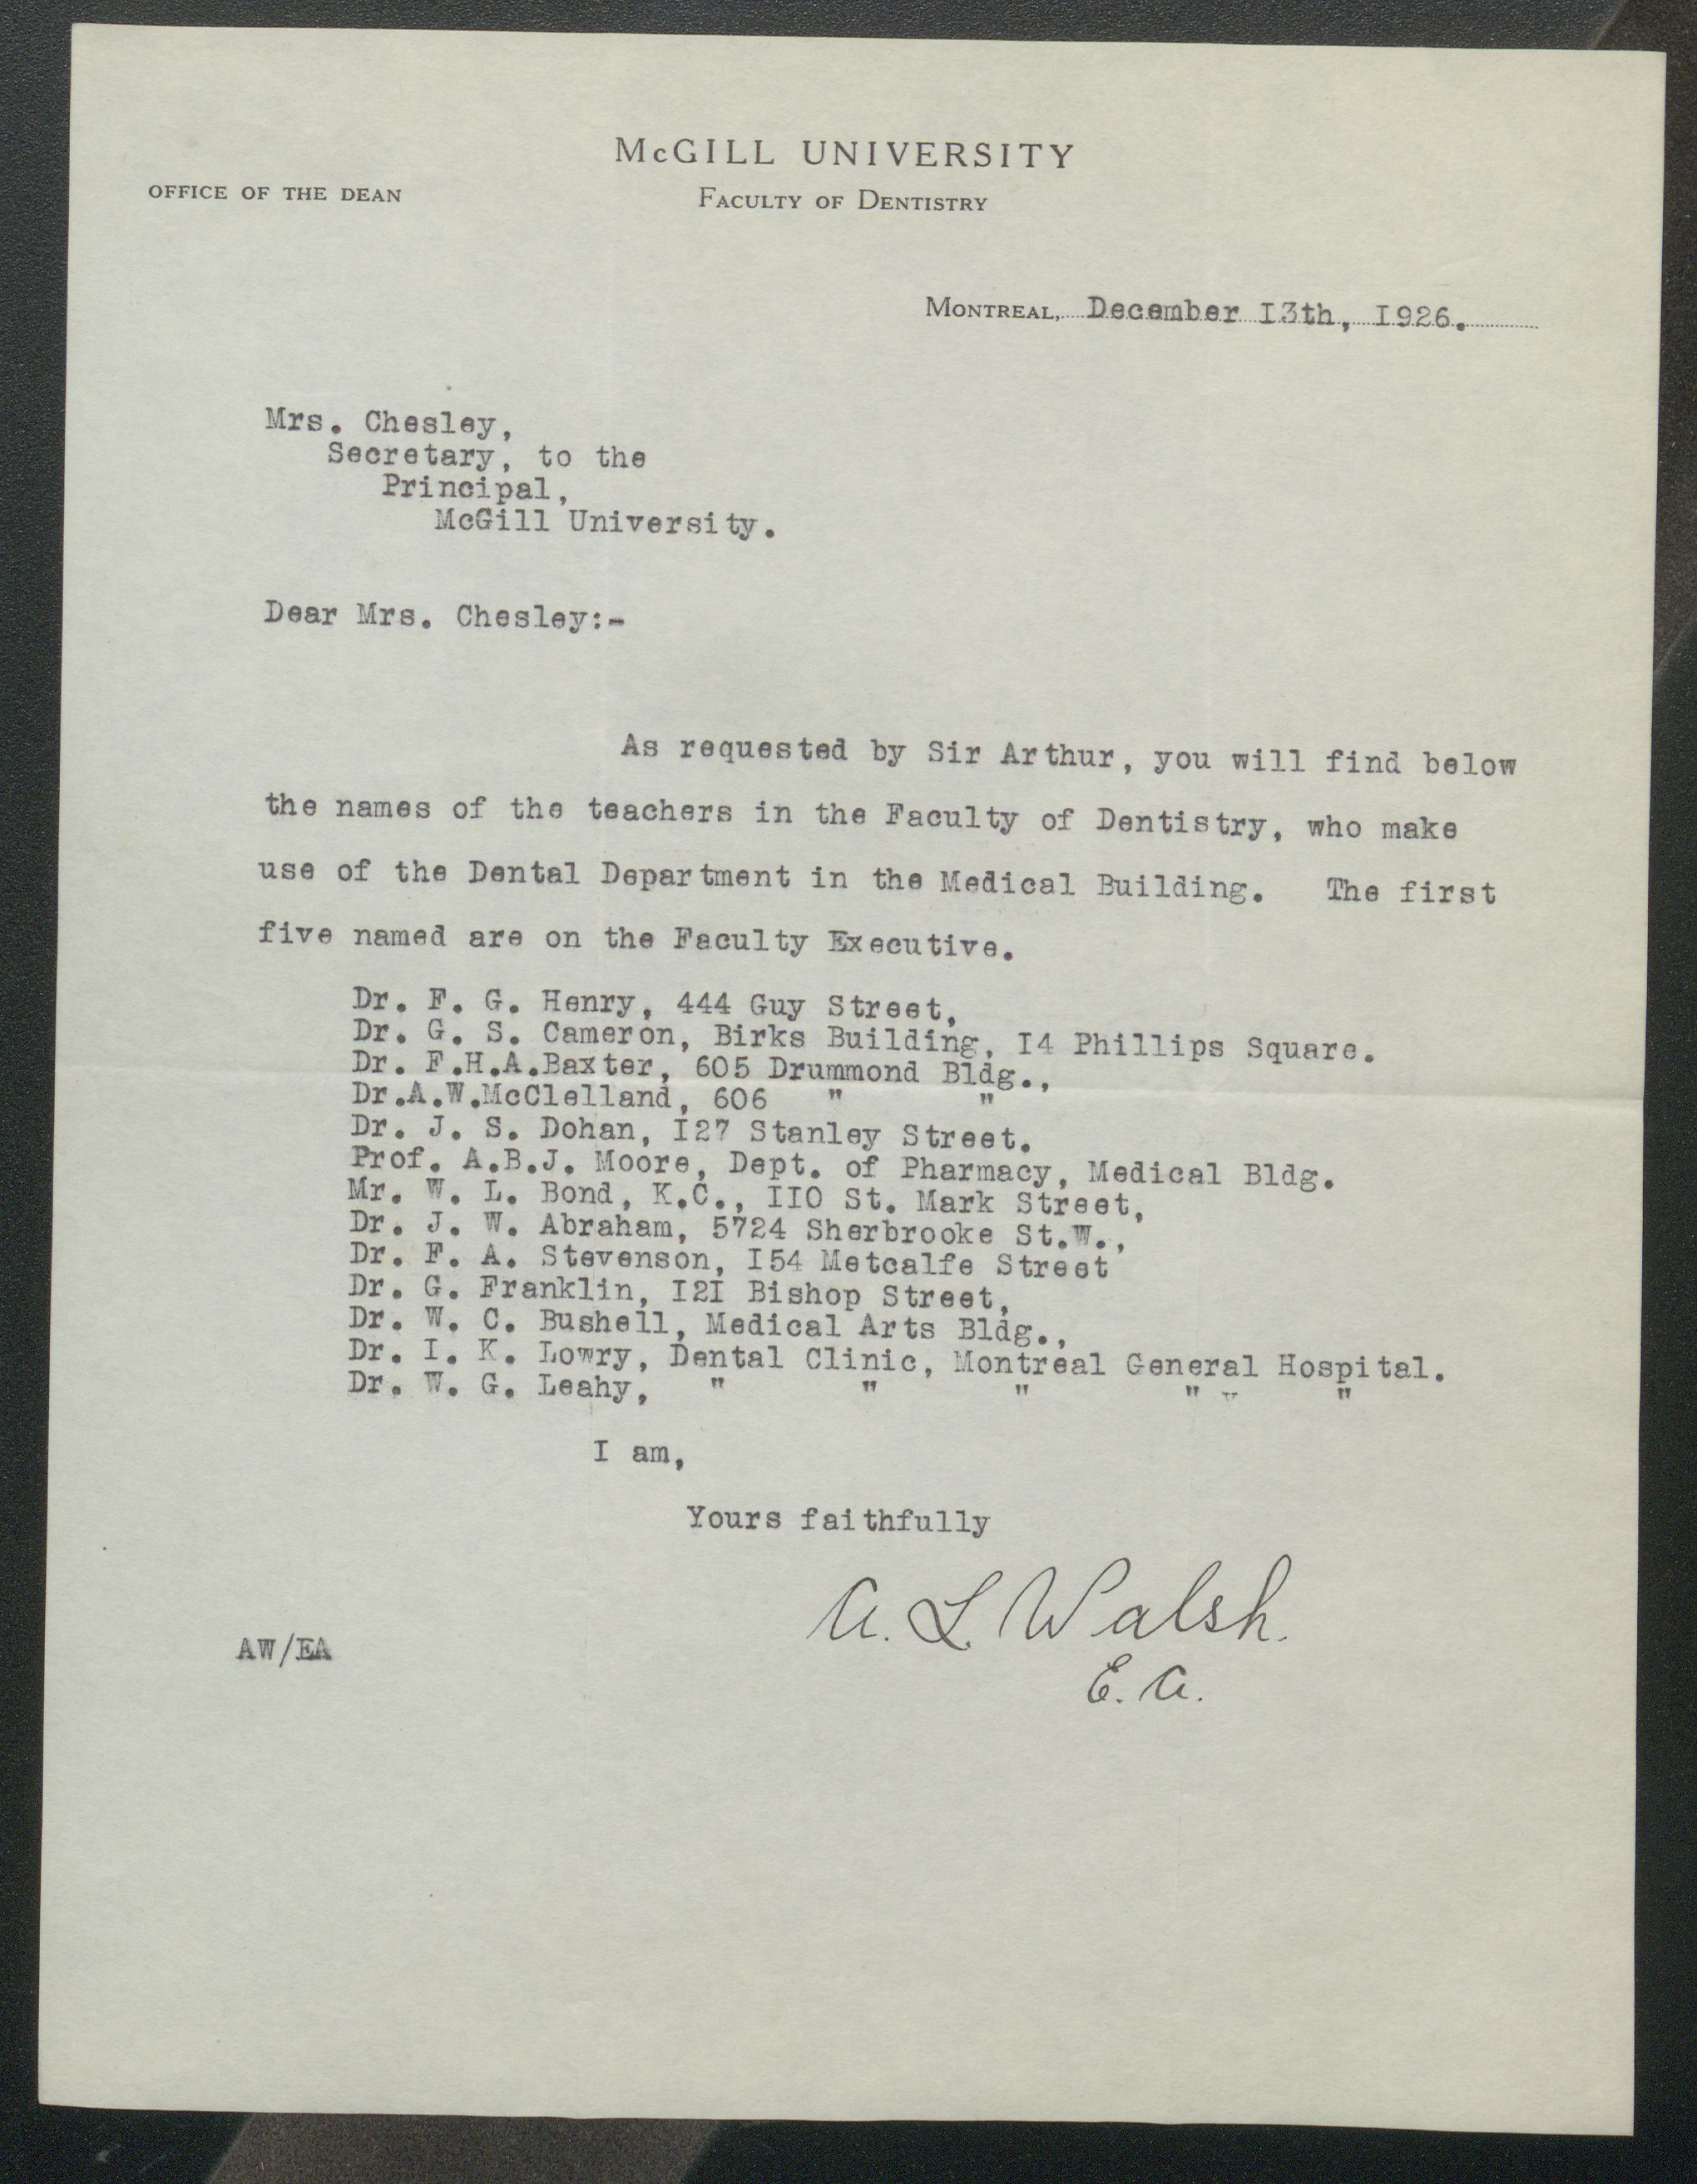 McGILL UNIVERSITY
OFFICE OF THE DEAN
FACULTY OF DENTISTRY
MONTREAL, December I3th, I926.
Mrs. Chesley,
Secretary, to the
Principal,
McGill University.
Dear Mrs. Chesley:-
As requested by Sir Arthur, you will find below
the names of the teachers in the Faculty of Dentistry, who make
use of the Dental Department in the Medical Building. The first
five named are on the Faculty Executive.
Dr. F. G. Henry, 444 Guy Street,
Dr. G. S. Cameron, Birks Building, I4 Phillips Square.
Dr. F.H.A.Baxter, 605 Drummond Bldg.,
Dr.A.W.McClelland, 606 " "
Dr. J. S. Dohan, I27 Stanley Street.
Prof. A.B.J. Moore, Dept. of Pharmacy, Medical Bldg.
Mr. W. L. Bond, K.C., IIO St. Mark Street,
Dr. J. W. Abraham, 5724 Sherbrooke St.W.,
Dr. F. A. Stevenson, I54 Metcalfe Street
Dr. G. Franklin, I2I Bishop Street,
Dr. W. C. Bushell, Medical Arts Bldg.,
Dr. I. K. Lowry, Dental Clinic, Montreal General Hospital.
Dr. W. G. Leahy, " " " " " "
I am,
Yours faithfully
A. L. Walsh.
E. A.
AW/EA